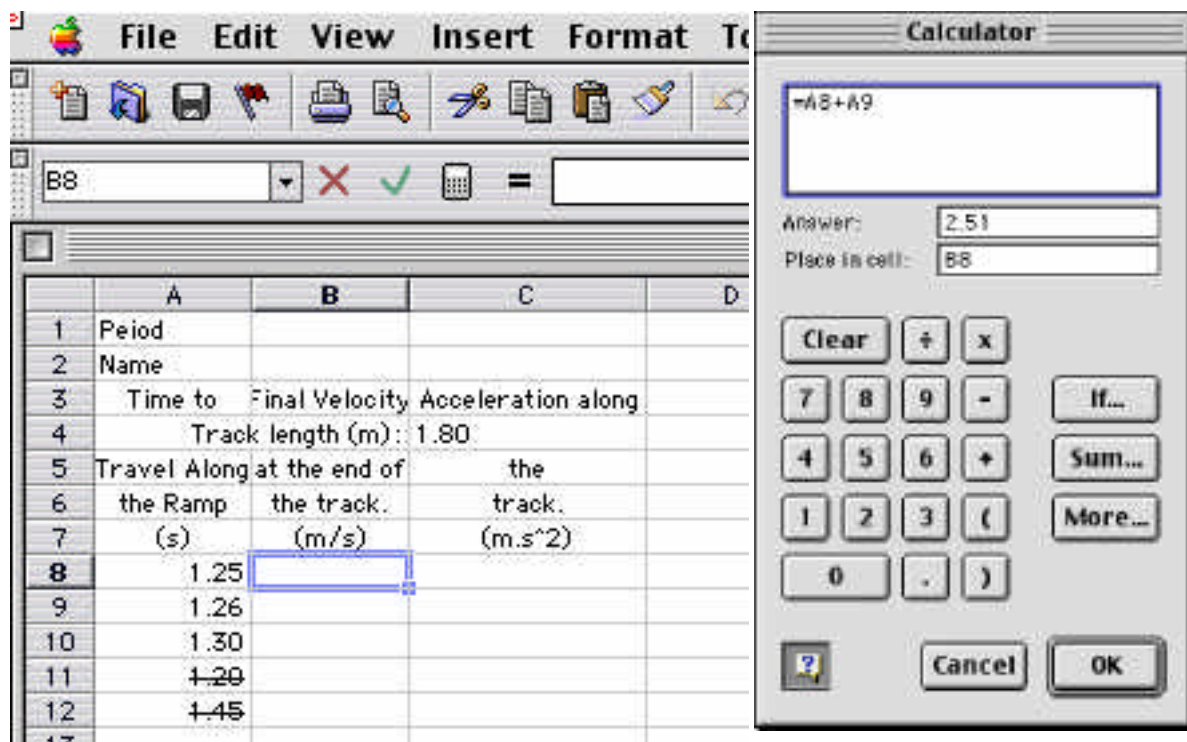 File Edit View Insert Format
B8 =
A B C D
1 Peiod
2 Name
3 Time to Final Velocity Acceleration along
4 Track length (m): 1.80
5 Travel Along at the end of the
6 the Ramp the track. track.
7 (s) (m/s) (m.s^2)
8 1.25
9 1.26
10 1.30
11 1.20
12 1.45
Calculator
=A8+A9
Answer: 2.51
Place in cell: B8
Clear ÷ x
7 8 9 - If...
4 5 6 + Sum...
1 2 3 ( More...
0 . )
? Cancel OK